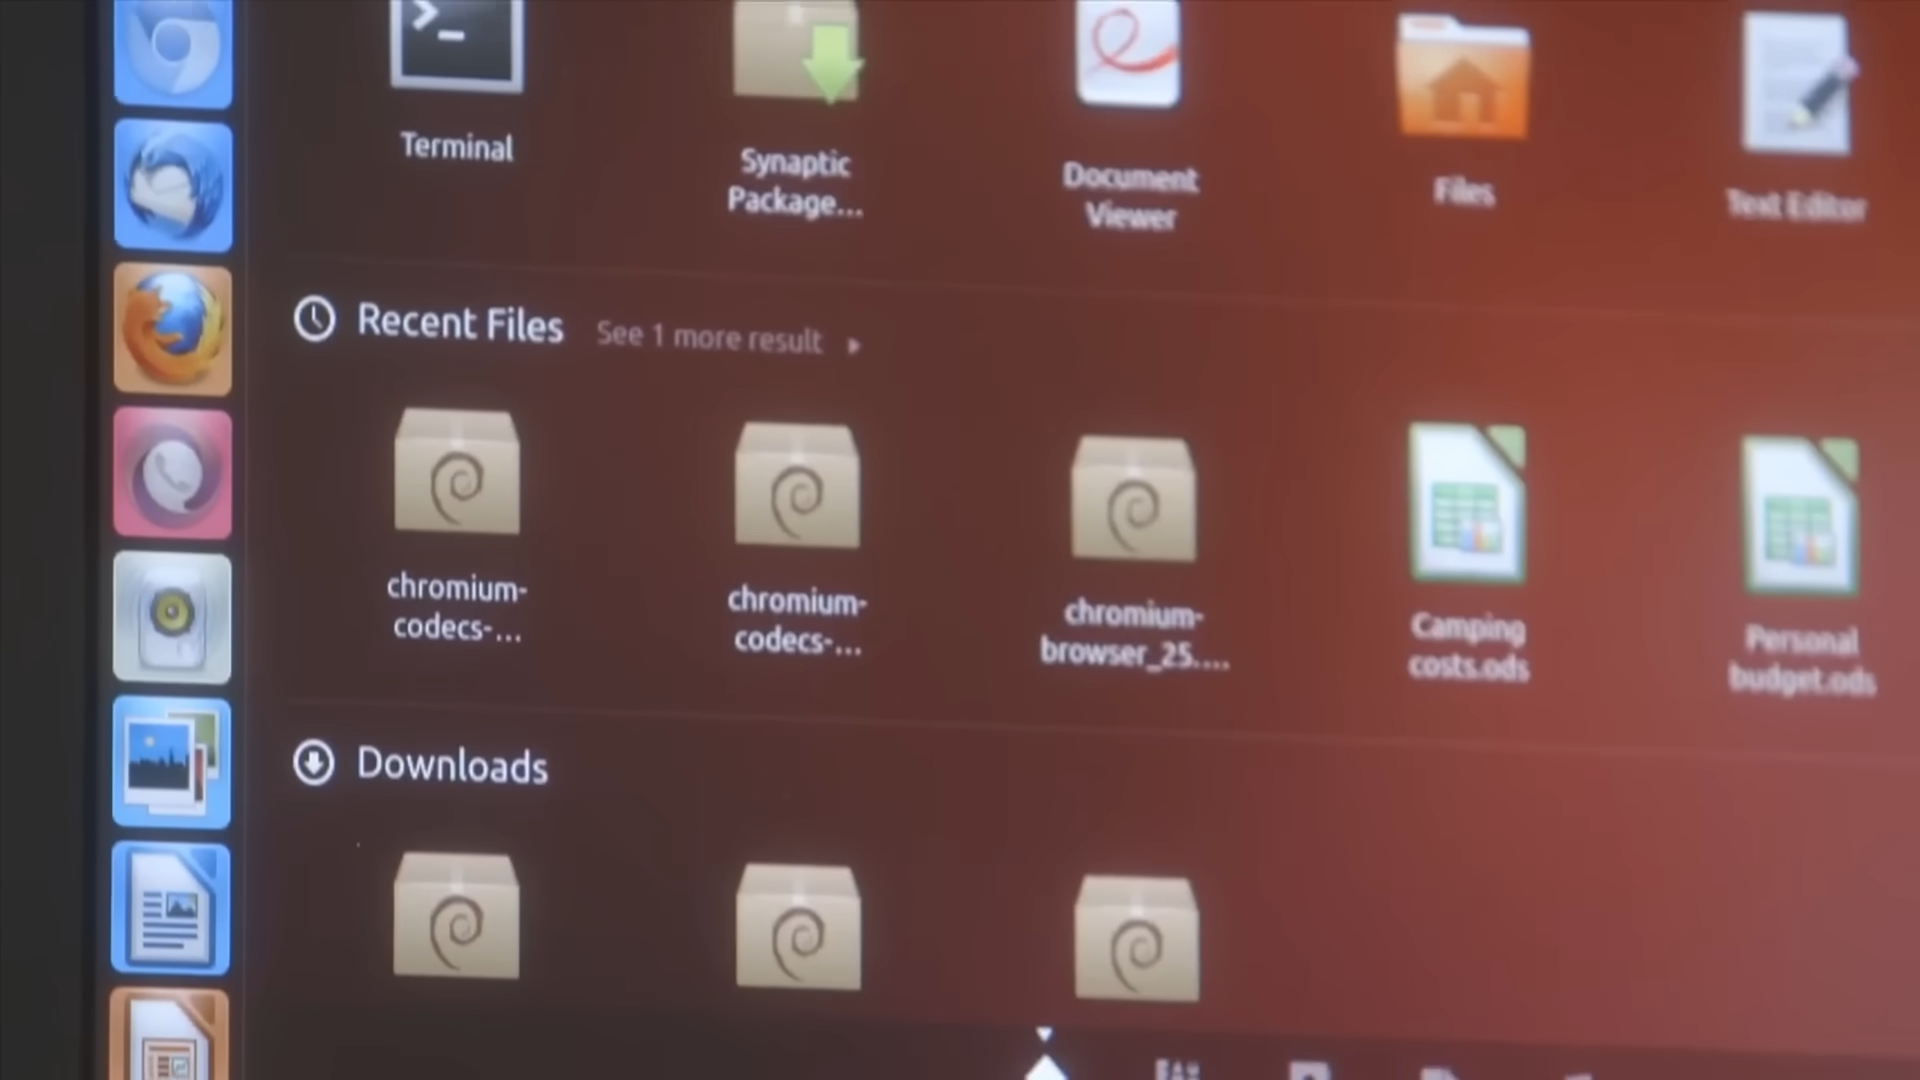 Terminal
Synaptic
Package...
Document
Viewer
Files
Text Editor
Recent Files See 1 more result
chromium-
codecs-...
chromium-
codecs-...
chromium-
browser_25....
Camping
costs.ods
Personal
budget.ods
Downloads